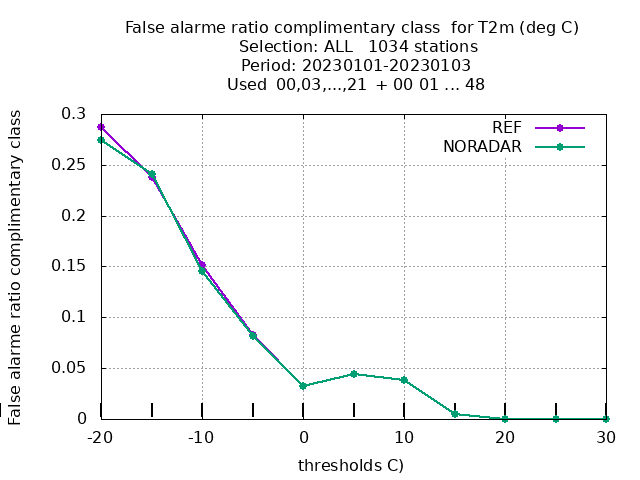 False alarme ratio complimentary class  for T2m (deg C)
Selection: ALL   1034 stations
Period: 20230101-20230103
Used  00,03,...,21  + 00 01 ... 48
False alarme ratio complimentary class
REF
NORADAR
0.3
0.25
0.2
0.15
0.1
0.05
0
-20
-10
0
10
20
30
thresholds C)